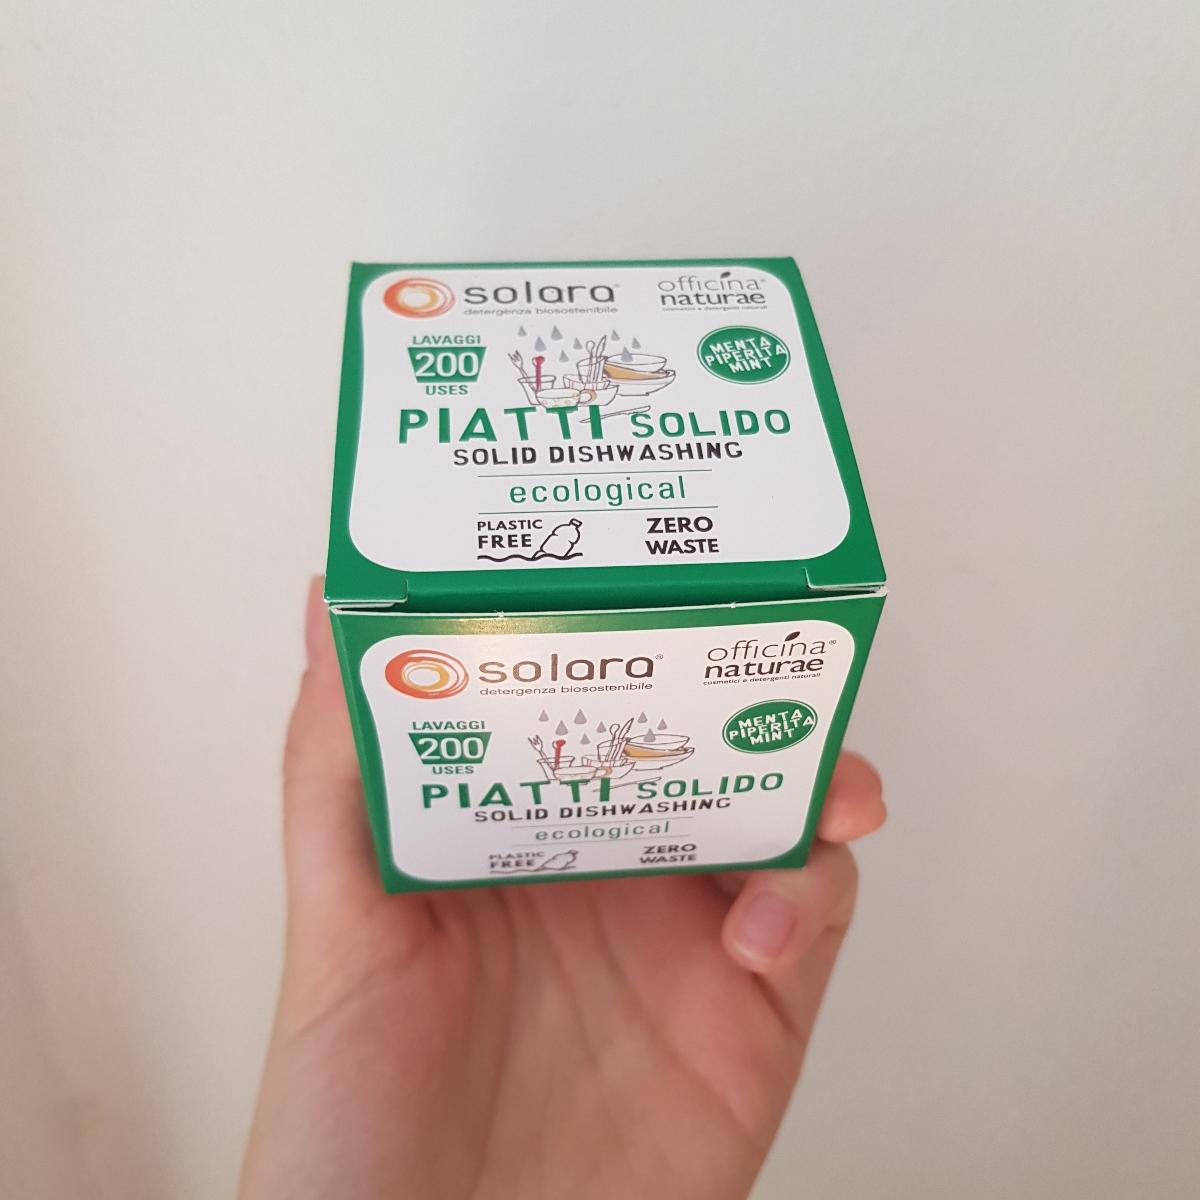 solara®
detergenza biosostenibile
officina®
naturae
cosmetici e detergenti naturali
LAVAGGI
200
USES
MENTA
PIPERITA
MINT
PIATTI SOLIDO
SOLID DISHWASHING
ecological
PLASTIC
FREE
ZERO
WASTE
solara®
detergenza biosostenibile
officina®
naturae
cosmetici e detergenti naturali
LAVAGGI
200
USES
MENTA
PIPERITA
MINT
PIATTI SOLIDO
SOLID DISHWASHING
ecological
PLASTIC
FREE
ZERO
WASTE